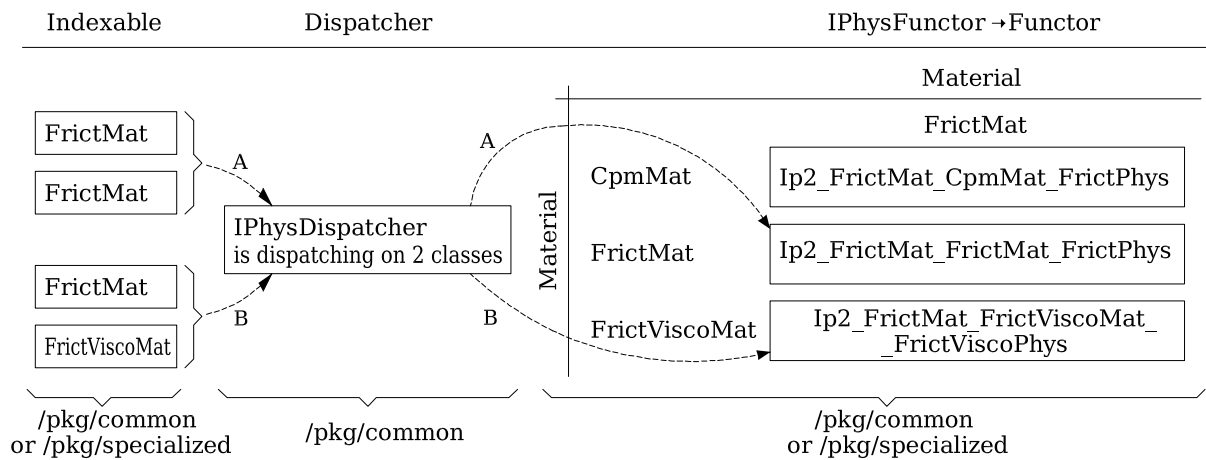 Indexable
Dispatcher
IPhysFunctor→Functor
Material
FrictMat
FrictMat
FrictMat
A
IPhysDispatcher
is dispatching on 2 classes
FrictMat
FrictViscoMat
B
A
B
Material
CpmMat
Ip2_FrictMat_CpmMat_FrictPhys
FrictMat
Ip2_FrictMat_FrictMat_FrictPhys
FrictViscoMat
Ip2_FrictMat_FrictViscoMat_
_FrictViscoPhys
/pkg/common
or /pkg/specialized
/pkg/common
/pkg/common
or /pkg/specialized